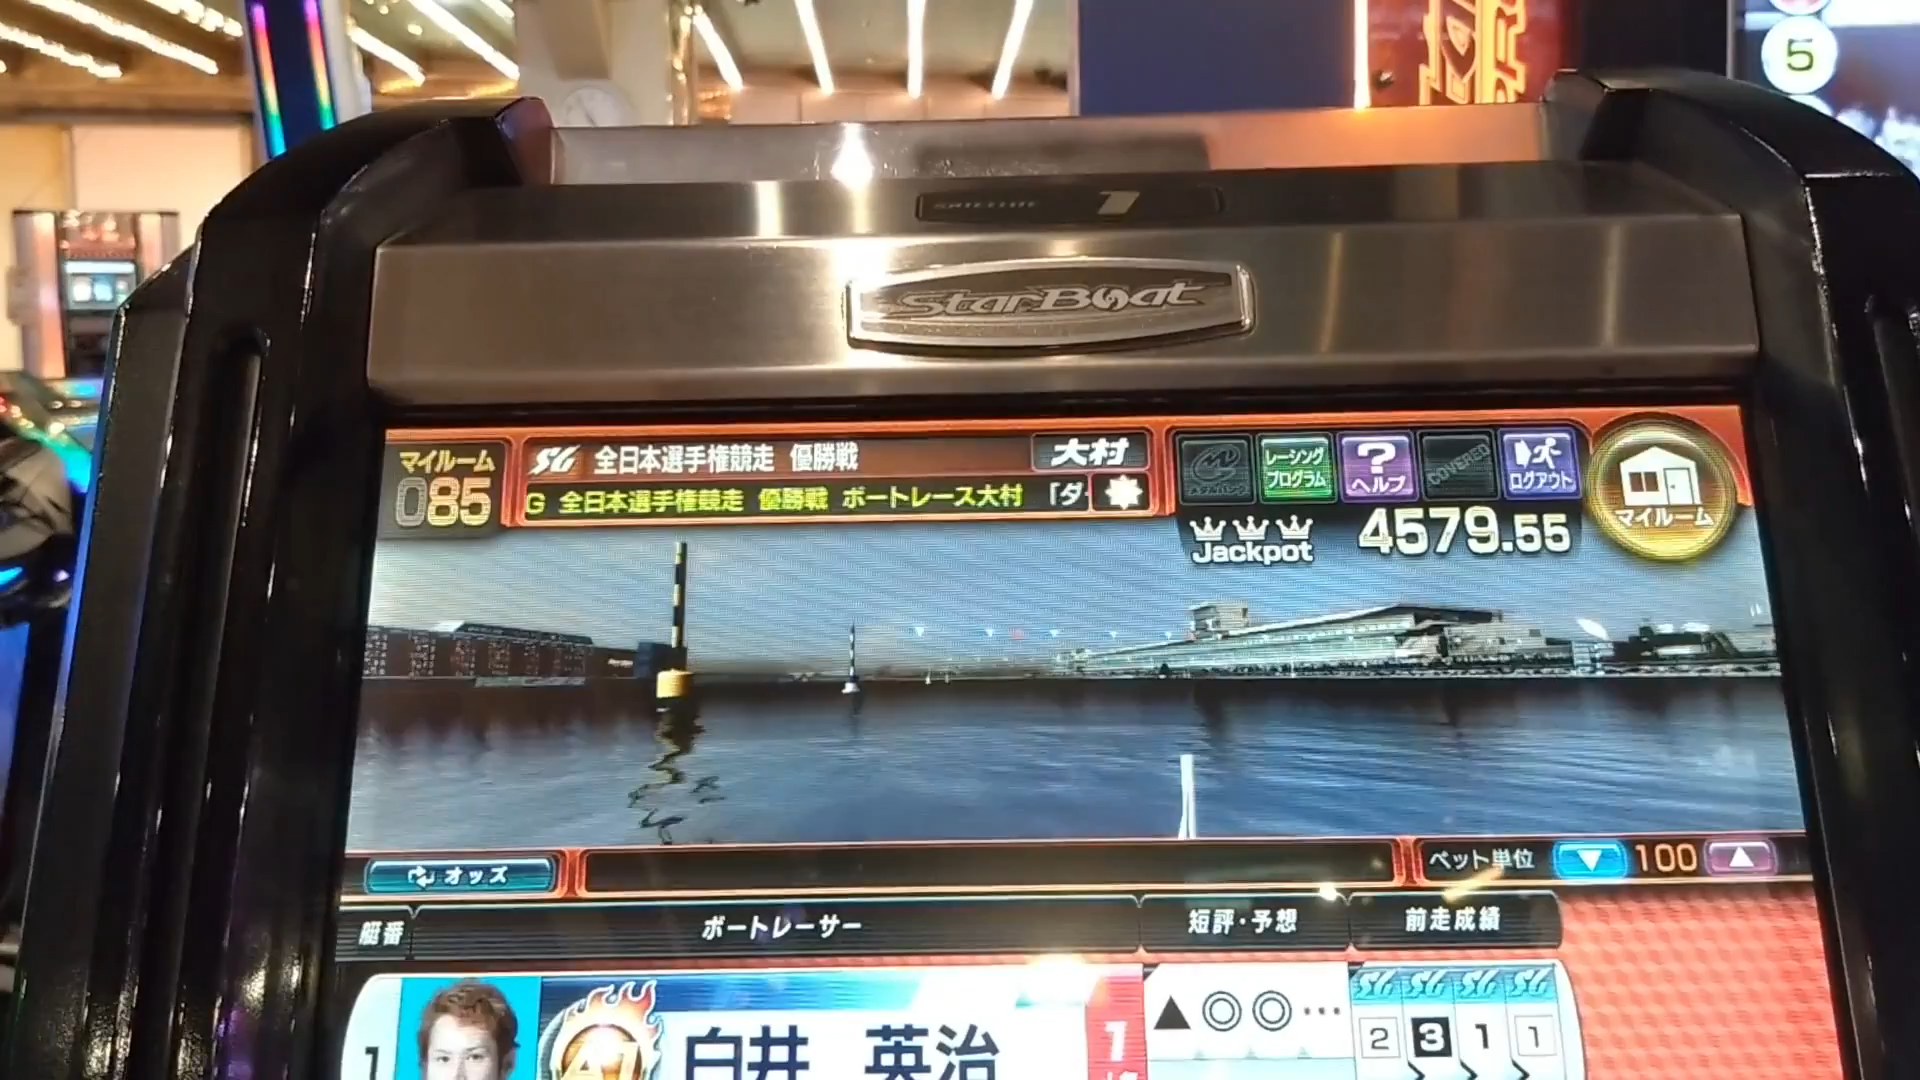 5
1
StarBoat
マイルーム
085
SG 全日本選手権競走 優勝戦 大村
G 全日本選手権競走 優勝戦 ボートレース大村 「ダ
レーシング
プログラム
?
ヘルプ
COVERED
ログアウト
マイルーム
Jackpot 4579.55
オッズ
ベット単位 ▼ 100 ▲
艇番 ボートレーサー 短評・予想 前走成績
SG SG SG SG
1 A1 白井 英治 1 ▲ ◎ ◎ … 2 3 1 1